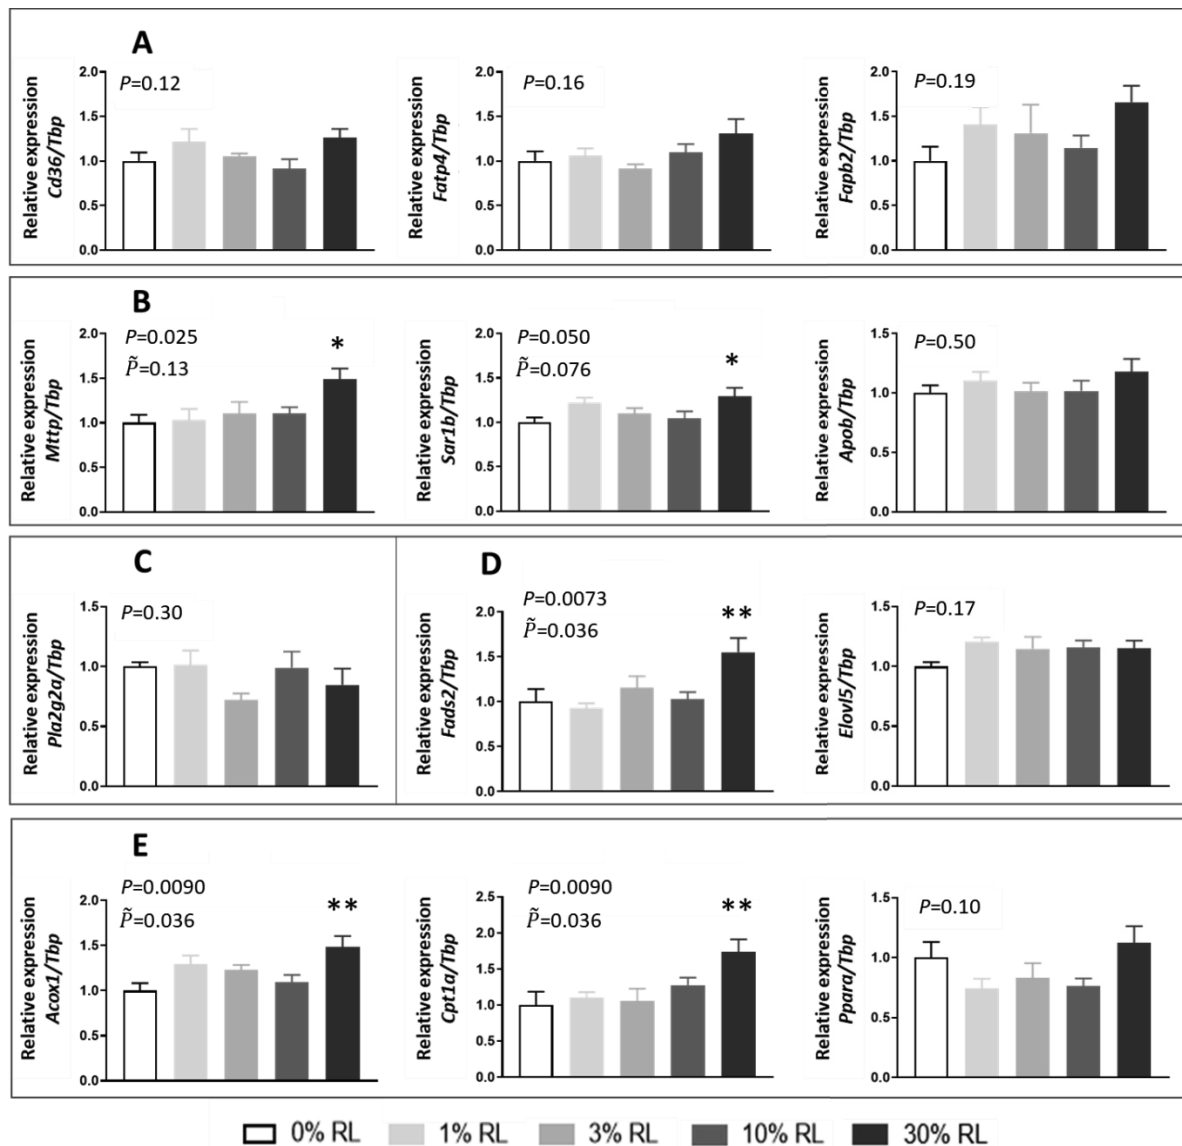 A
Relative expression
Cd36/Tbp
P=0.12
2.0
1.5
1.0
0.5
0.0
Relative expression
Fatp4/Tbp
P=0.16
2.0
1.5
1.0
0.5
0.0
Relative expression
Fapb2/Tbp
P=0.19
2.0
1.5
1.0
0.5
0.0
B
Relative expression
Mttp/Tbp
P=0.025
P̃=0.13
*
2.0
1.5
1.0
0.5
0.0
Relative expression
Sar1b/Tbp
P=0.050
P̃=0.076
*
2.0
1.5
1.0
0.5
0.0
Relative expression
Apob/Tbp
P=0.50
1.5
1.0
0.5
0.0
C
Relative expression
Pla2g2a/Tbp
P=0.30
1.5
1.0
0.5
0.0
D
Relative expression
Fads2/Tbp
P=0.0073
P̃=0.036
**
2.0
1.5
1.0
0.5
0.0
Relative expression
Elovl5/Tbp
P=0.17
1.5
1.0
0.5
0.0
E
Relative expression
Acox1/Tbp
P=0.0090
P̃=0.036
**
2.0
1.5
1.0
0.5
0.0
Relative expression
Cpt1a/Tbp
P=0.0090
P̃=0.036
**
2.5
2.0
1.5
1.0
0.5
0.0
Relative expression
Ppara/Tbp
P=0.10
1.5
1.0
0.5
0.0
0% RL 1% RL 3% RL 10% RL 30% RL